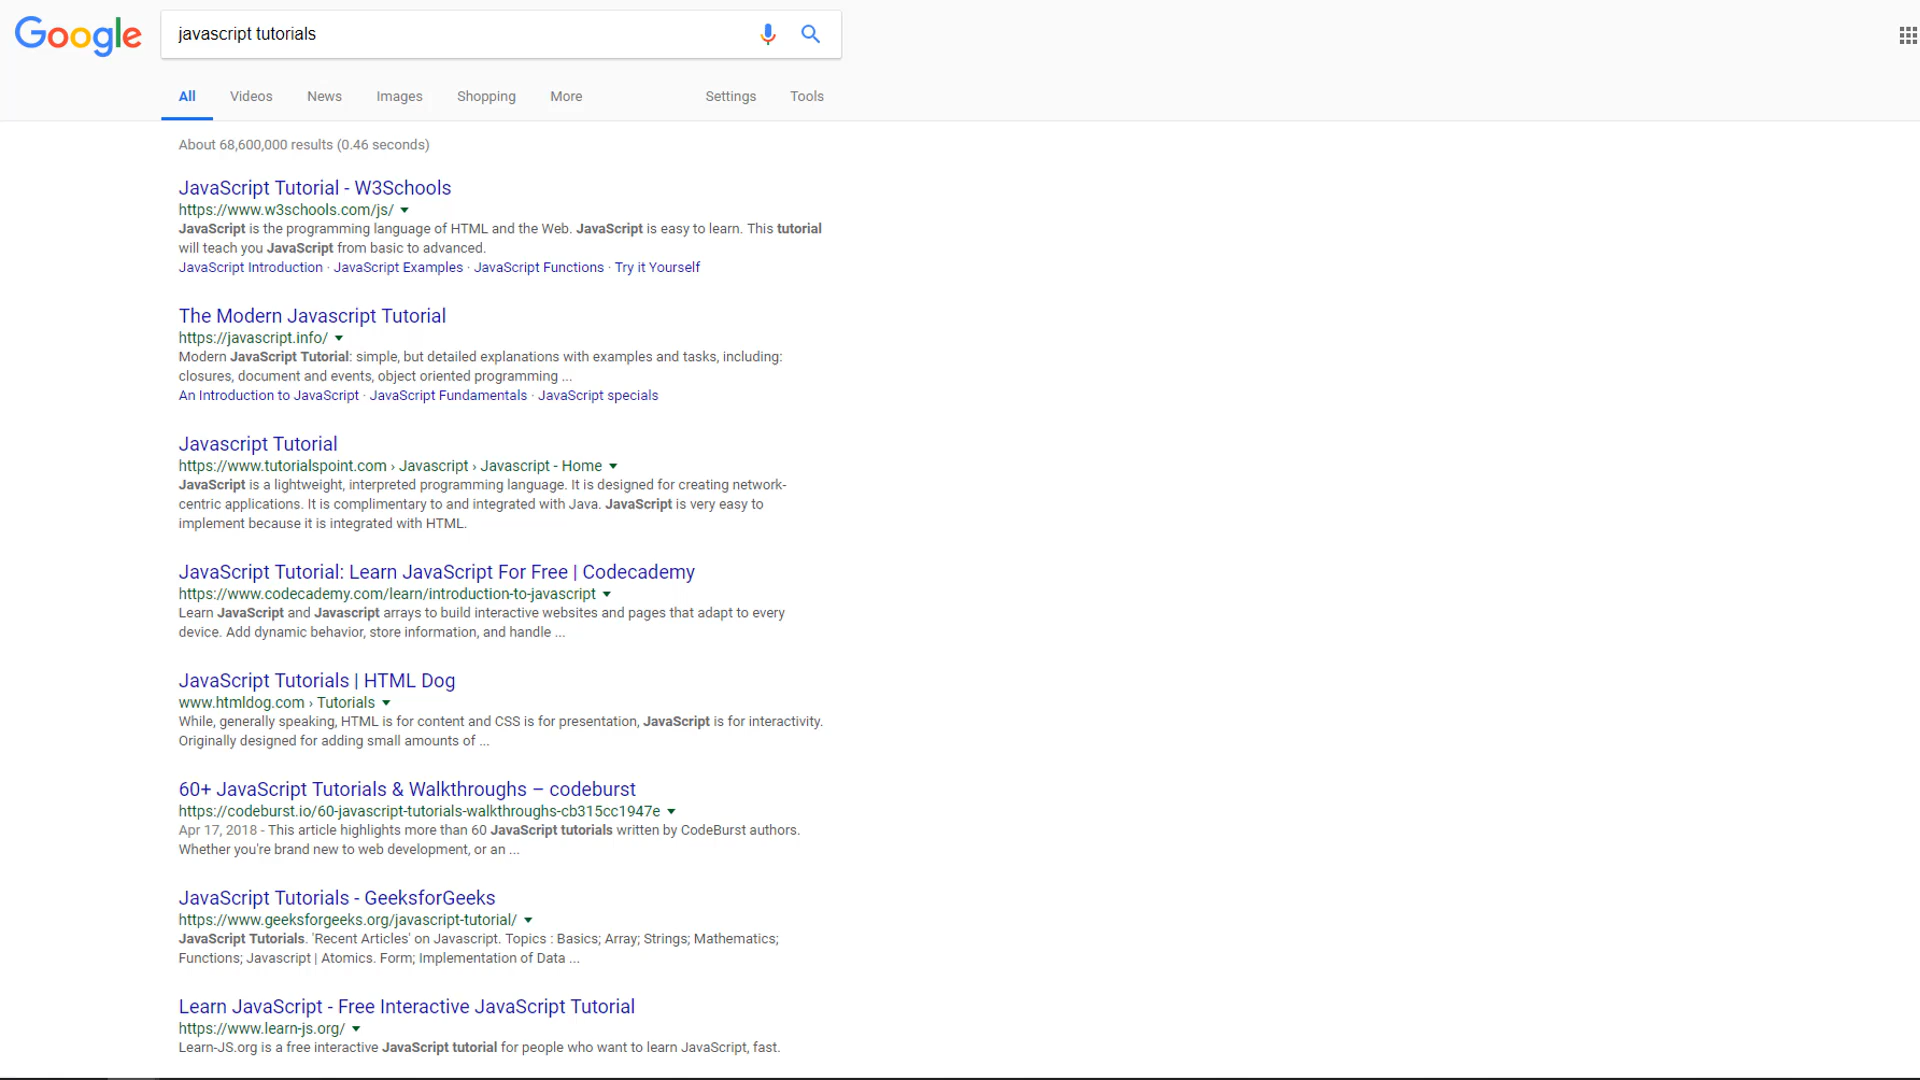 Google
javascript tutorials
All Videos News Images Shopping More Settings Tools
About 68,600,000 results (0.46 seconds)
JavaScript Tutorial - W3Schools
https://www.w3schools.com/js/
JavaScript is the programming language of HTML and the Web. JavaScript is easy to learn. This tutorial
will teach you JavaScript from basic to advanced.
JavaScript Introduction · JavaScript Examples · JavaScript Functions · Try it Yourself
The Modern Javascript Tutorial
https://javascript.info/
Modern JavaScript Tutorial: simple, but detailed explanations with examples and tasks, including:
closures, document and events, object oriented programming ...
An Introduction to JavaScript · JavaScript Fundamentals · JavaScript specials
Javascript Tutorial
https://www.tutorialspoint.com › Javascript › Javascript - Home
JavaScript is a lightweight, interpreted programming language. It is designed for creating network-
centric applications. It is complimentary to and integrated with Java. JavaScript is very easy to
implement because it is integrated with HTML.
JavaScript Tutorial: Learn JavaScript For Free | Codecademy
https://www.codecademy.com/learn/introduction-to-javascript
Learn JavaScript and Javascript arrays to build interactive websites and pages that adapt to every
device. Add dynamic behavior, store information, and handle ...
JavaScript Tutorials | HTML Dog
www.htmldog.com › Tutorials
While, generally speaking, HTML is for content and CSS is for presentation, JavaScript is for interactivity.
Originally designed for adding small amounts of ...
60+ JavaScript Tutorials & Walkthroughs – codeburst
https://codeburst.io/60-javascript-tutorials-walkthroughs-cb315cc1947e
Apr 17, 2018 - This article highlights more than 60 JavaScript tutorials written by CodeBurst authors.
Whether you're brand new to web development, or an ...
JavaScript Tutorials - GeeksforGeeks
https://www.geeksforgeeks.org/javascript-tutorial/
JavaScript Tutorials. 'Recent Articles' on Javascript. Topics : Basics; Array; Strings; Mathematics;
Functions; Javascript | Atomics. Form; Implementation of Data ...
Learn JavaScript - Free Interactive JavaScript Tutorial
https://www.learn-js.org/
Learn-JS.org is a free interactive JavaScript tutorial for people who want to learn JavaScript, fast.